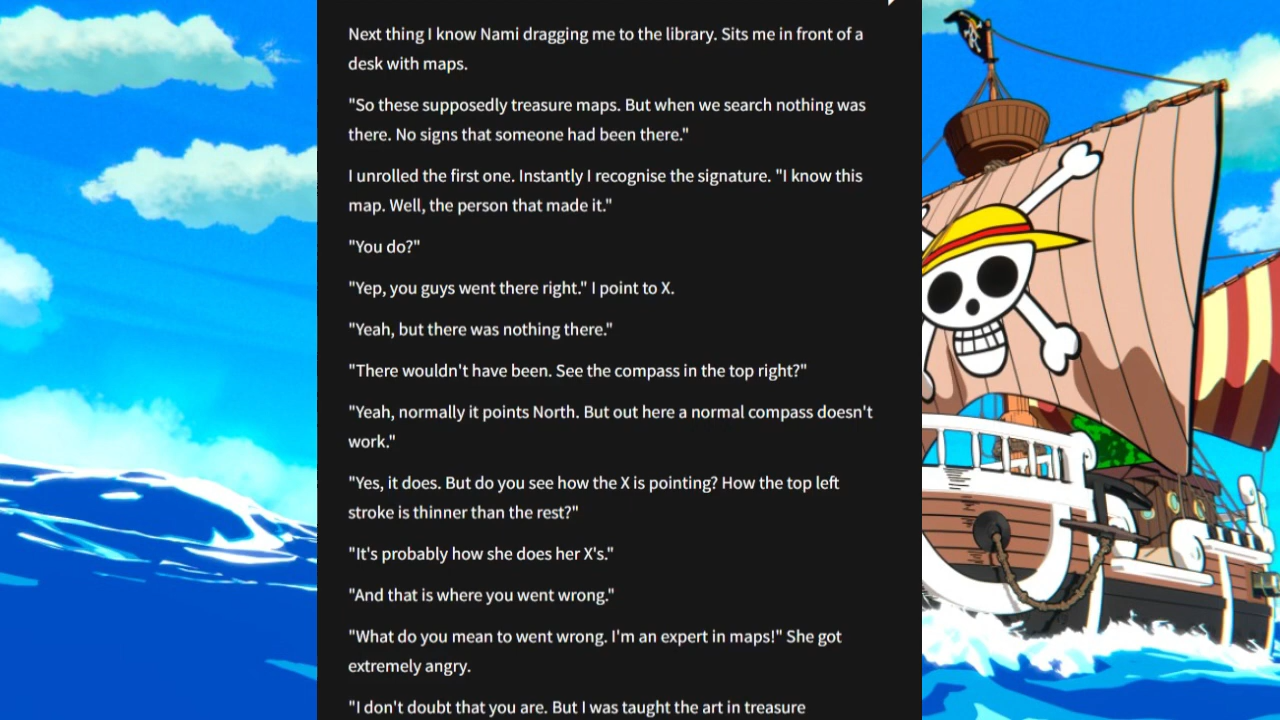 Next thing I know Nami dragging me to the library. Sits me in front of a
desk with maps.
"So these supposedly treasure maps. But when we search nothing was
there. No signs that someone had been there."
I unrolled the first one. Instantly I recognise the signature. "I know this
map. Well, the person that made it."
"You do?"
"Yep, you guys went there right." I point to X.
"Yeah, but there was nothing there."
"There wouldn't have been. See the compass in the top right?"
"Yeah, normally it points North. But out here a normal compass doesn't
work."
"Yes, it does. But do you see how the X is pointing? How the top left
stroke is thinner than the rest?"
"It's probably how she does her X's."
"And that is where you went wrong."
"What do you mean to went wrong. I'm an expert in maps!" She got
extremely angry.
"I don't doubt that you are. But I was taught the art in treasure